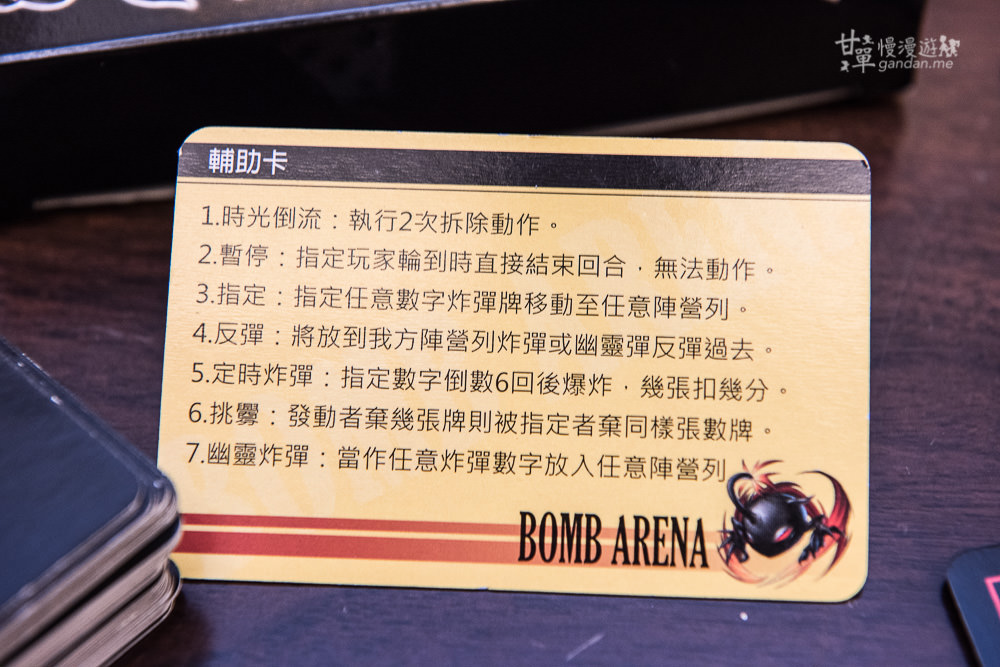 甘單慢漫遊
gandan.me
輔助卡
1.時光倒流：執行2次拆除動作。
2.暫停：指定玩家輪到時直接結束回合，無法動作。
3.指定：指定任意數字炸彈牌移動至任意陣營列。
4.反彈：將放到我方陣營列炸彈或幽靈彈反彈過去。
5.定時炸彈：指定數字倒數6回後爆炸，幾張扣幾分。
6.挑釁：發動者棄幾張牌則被指定者棄同樣張數牌。
7.幽靈炸彈：當作任意炸彈數字放入任意陣營列
BOMB ARENA